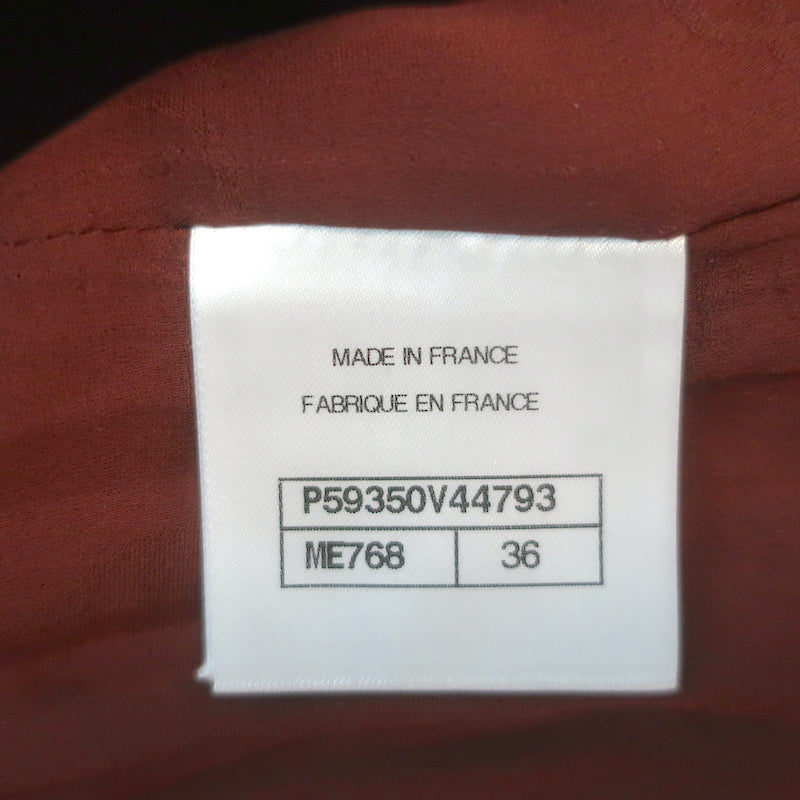 MADE IN FRANCE
FABRIQUE EN FRANCE
P59350V44793
ME768 36